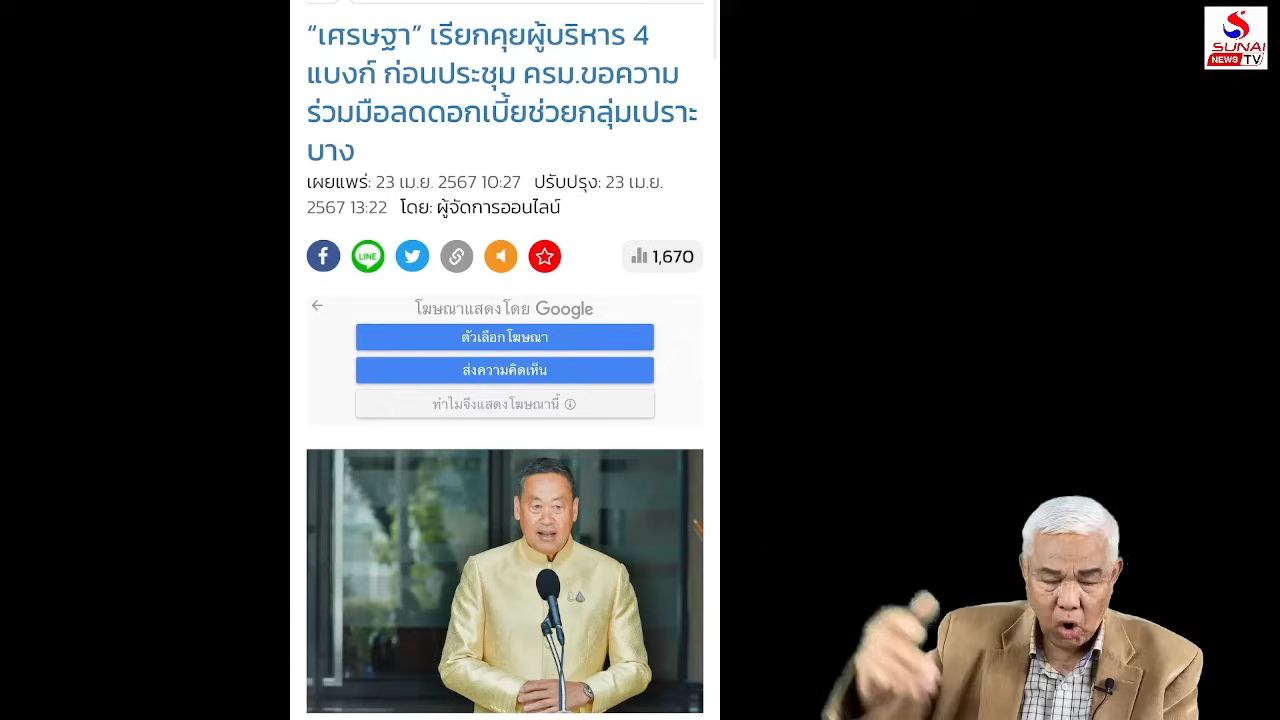 “เศรษฐา” เรียกคุยผู้บริหาร 4
แบงก์ ก่อนประชุม ครม.ขอความ
ร่วมมือลดดอกเบี้ยช่วยกลุ่มเปราะ
บาง
เผยแพร่: 23 เม.ย. 2567 10:27 ปรับปรุง: 23 เม.ย.
2567 13:22 โดย: ผู้จัดการออนไลน์
LINE
1,670
โฆษณาแสดงโดย Google
ตัวเลือกโฆษณา
ส่งความคิดเห็น
ทำไมจึงแสดงโฆษณานี้
SUNAI
NEWS TV